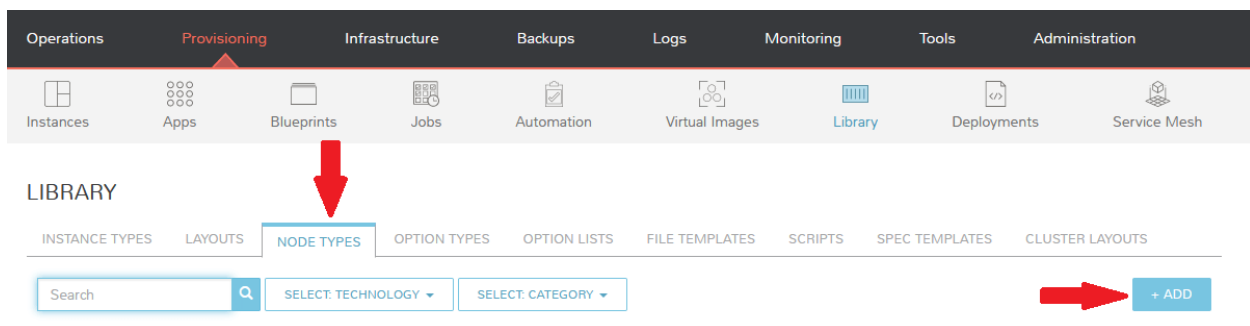 Operations Provisioning Infrastructure Backups Logs Monitoring Tools Administration
Instances Apps Blueprints Jobs Automation Virtual Images Library Deployments Service Mesh
LIBRARY
INSTANCE TYPES LAYOUTS NODE TYPES OPTION TYPES OPTION LISTS FILE TEMPLATES SCRIPTS SPEC TEMPLATES CLUSTER LAYOUTS
Search SELECT: TECHNOLOGY SELECT: CATEGORY + ADD